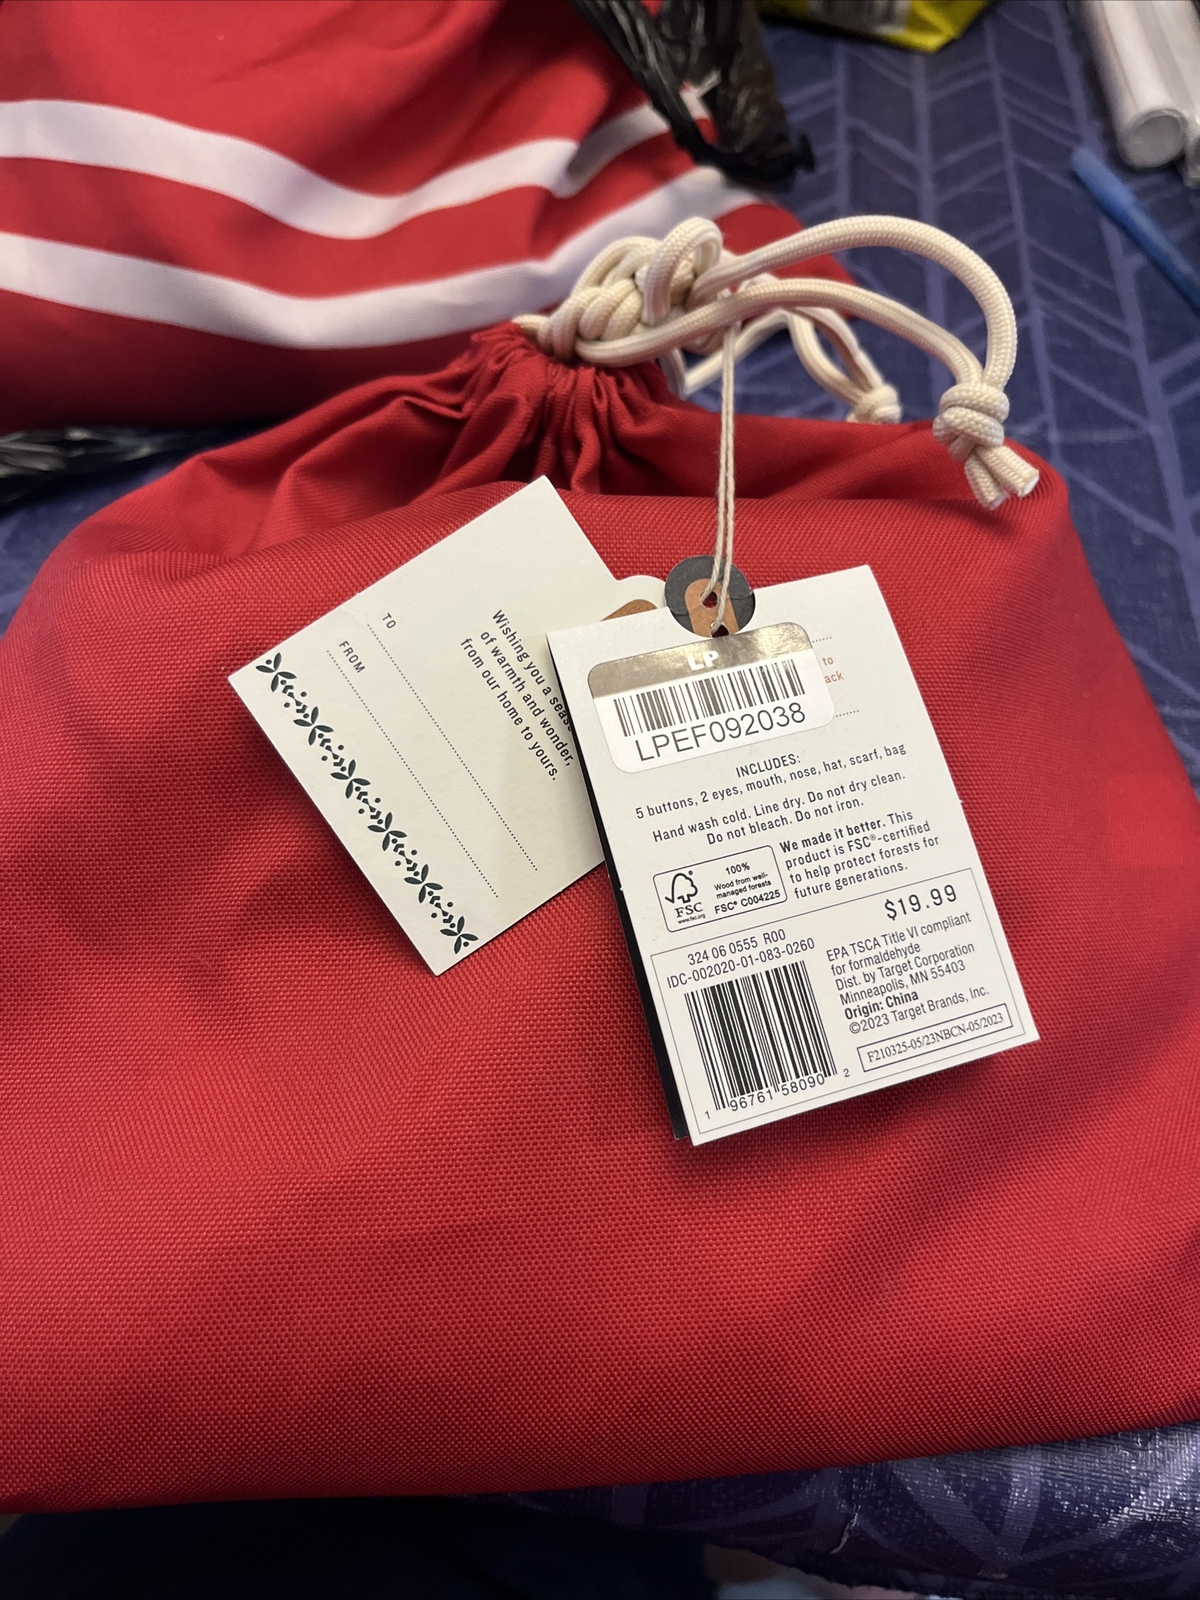 TO
FROM
Wishing you a
of warmth and wonder,
from our home to yours.
LP
LPEF092038
to
INCLUDES:
5 buttons, 2 eyes, mouth, nose, hat, scarf, bag
Hand wash cold. Line dry. Do not dry clean.
Do not bleach. Do not iron.
FSC
www.fsc.org
100%
Wood from well-
managed forests
FSC® C004225
We made it better. This
product is FSC®-certified
to help protect forests for
future generations.
$19.99
324 06 0555 R00
IDC-002020-01-083-0260
1 96761 58090 2
EPA TSCA Title VI compliant
for formaldehyde
Dist. by Target Corporation
Minneapolis, MN 55403
Origin: China
©2023 Target Brands, Inc.
F210325-05/23NBCN-05/2023